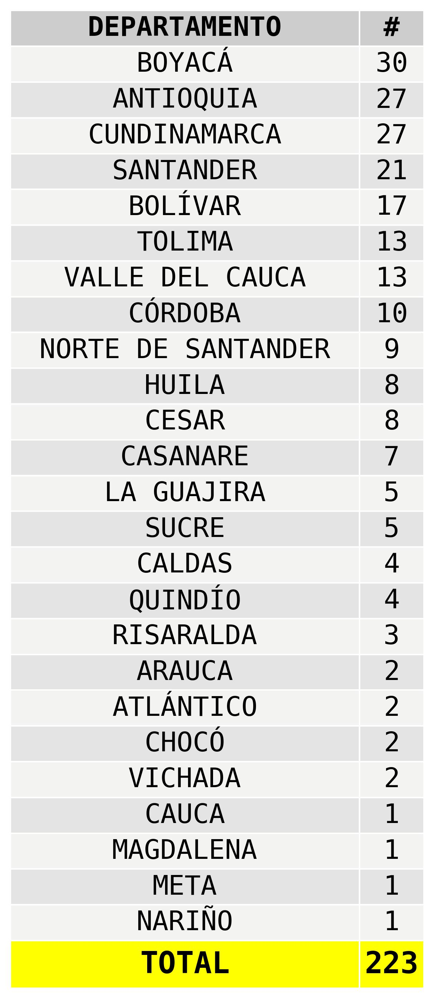 DEPARTAMENTO #
BOYACÁ 30
ANTIOQUIA 27
CUNDINAMARCA 27
SANTANDER 21
BOLÍVAR 17
TOLIMA 13
VALLE DEL CAUCA 13
CÓRDOBA 10
NORTE DE SANTANDER 9
HUILA 8
CESAR 8
CASANARE 7
LA GUAJIRA 5
SUCRE 5
CALDAS 4
QUINDÍO 4
RISARALDA 3
ARAUCA 2
ATLÁNTICO 2
CHOCÓ 2
VICHADA 2
CAUCA 1
MAGDALENA 1
META 1
NARIÑO 1
TOTAL 223